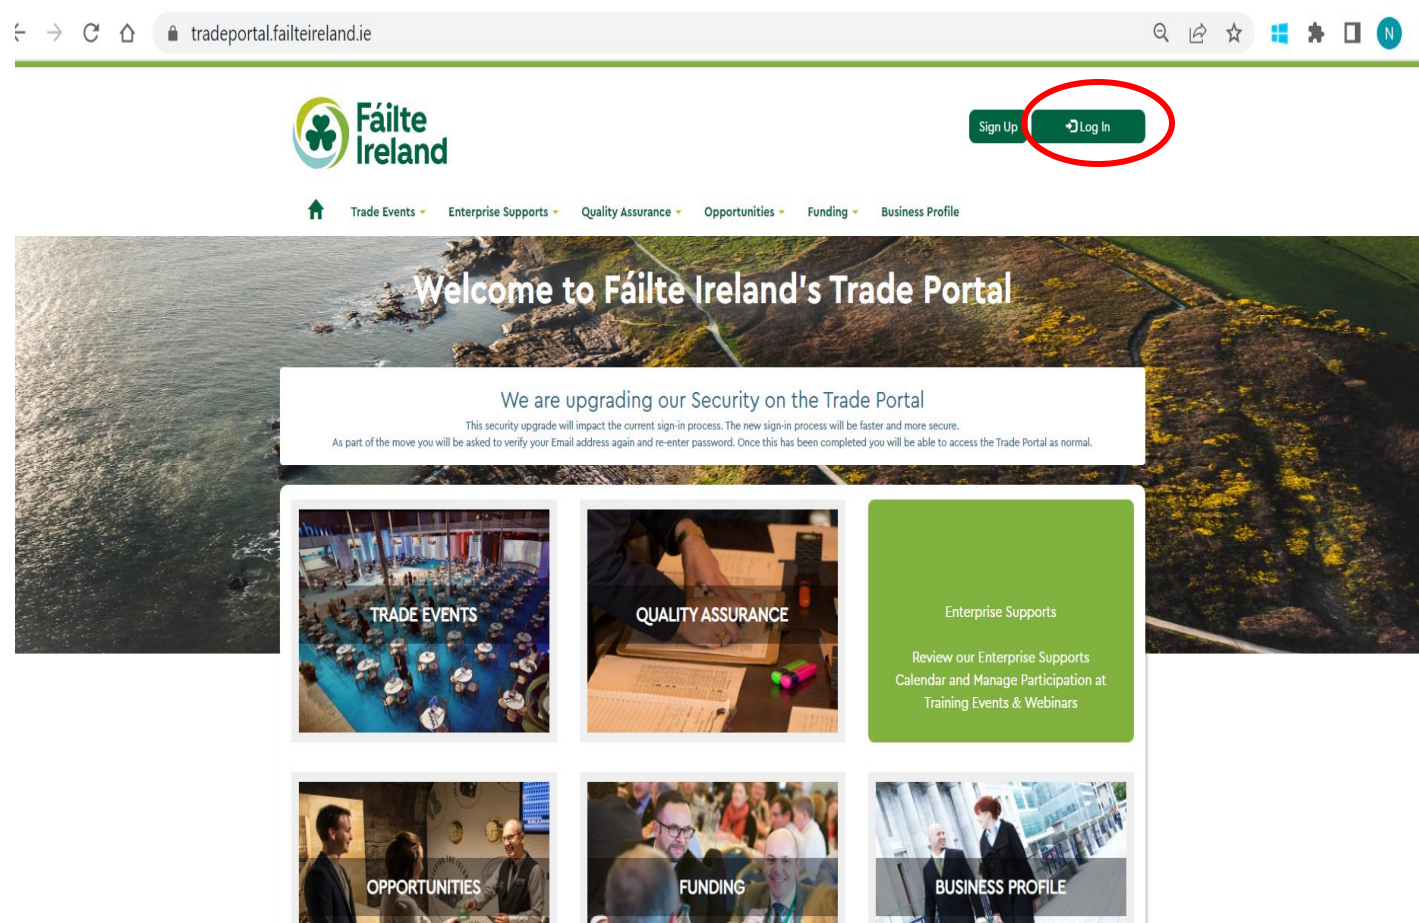 tradeportal.failteireland.ie
N
Fáilte
Ireland
Sign Up
Log In
Trade Events
Enterprise Supports
Quality Assurance
Opportunities
Funding
Business Profile
Welcome to Fáilte Ireland's Trade Portal
We are upgrading our Security on the Trade Portal
This security upgrade will impact the current sign-in process. The new sign-in process will be faster and more secure.
As part of the move you will be asked to verify your Email address again and re-enter password. Once this has been completed you will be able to access the Trade Portal as normal.
TRADE EVENTS
QUALITY ASSURANCE
Enterprise Supports
Review our Enterprise Supports
Calendar and Manage Participation at
Training Events & Webinars
OPPORTUNITIES
FUNDING
BUSINESS PROFILE